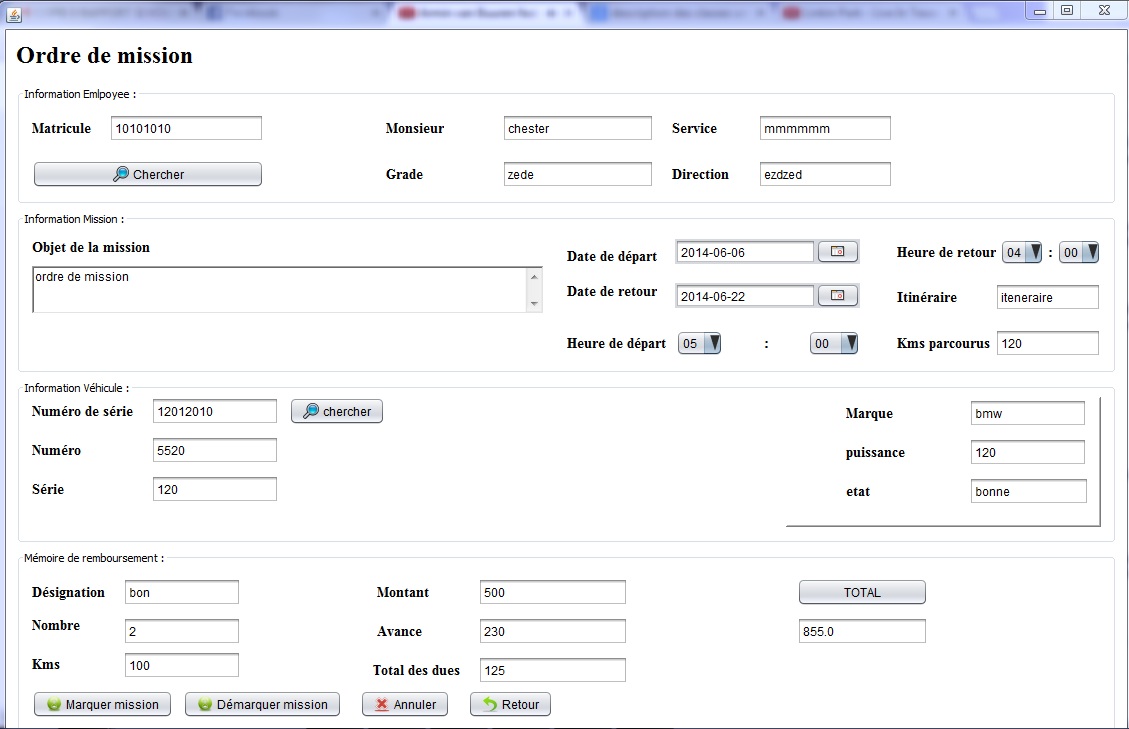 Ordre de mission
Information Emlpoyee :
Matricule 10101010 Monsieur chester Service mmmmmm
Chercher Grade zede Direction ezdzed
Information Mission :
Objet de la mission
ordre de mission
Date de départ 2014-06-06 Heure de retour 04 : 00
Date de retour 2014-06-22 Itinéraire iteneraire
Heure de départ 05 : 00 Kms parcourus 120
Information Véhicule :
Numéro de série 12012010 chercher Marque bmw
Numéro 5520 puissance 120
Série 120 etat bonne
Mémoire de remboursement :
Désignation bon Montant 500 TOTAL
Nombre 2 Avance 230 855.0
Kms 100 Total des dues 125
Marquer mission Démarquer mission Annuler Retour